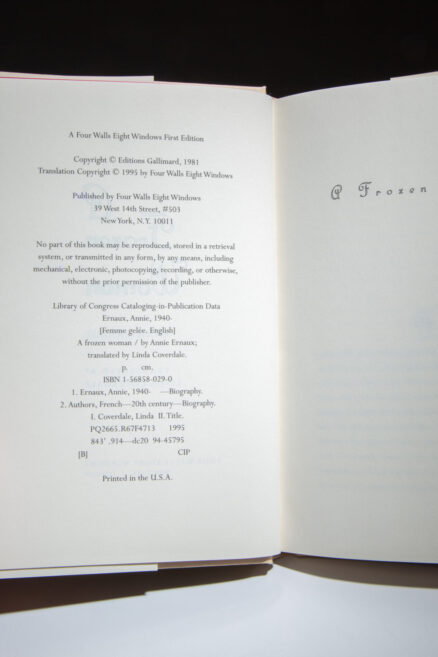 A Four Walls Eight Windows First Edition
Copyright © Editions Gallimard, 1981
Translation Copyright © 1995 by Four Walls Eight Windows
Published by Four Walls Eight Windows
39 West 14th Street, #503
New York, N.Y. 10011
No part of this book may be reproduced, stored in a retrieval
system, or transmitted in any form, by any means, including
mechanical, electronic, photocopying, recording, or otherwise,
without the prior permission of the publisher.
Library of Congress Cataloging-in-Publication Data
Ernaux, Annie, 1940-
[Femme gelée. English]
A frozen woman / by Annie Ernaux;
translated by Linda Coverdale.
p. cm.
ISBN 1-56858-029-0
1. Ernaux, Annie, 1940- —Biography.
2. Authors, French—20th century—Biography.
I. Coverdale, Linda II. Title.
PQ2665.R67F4713 1995
843' .914—dc20 94-45795
[B] CIP
Printed in the U.S.A.
A Frozen